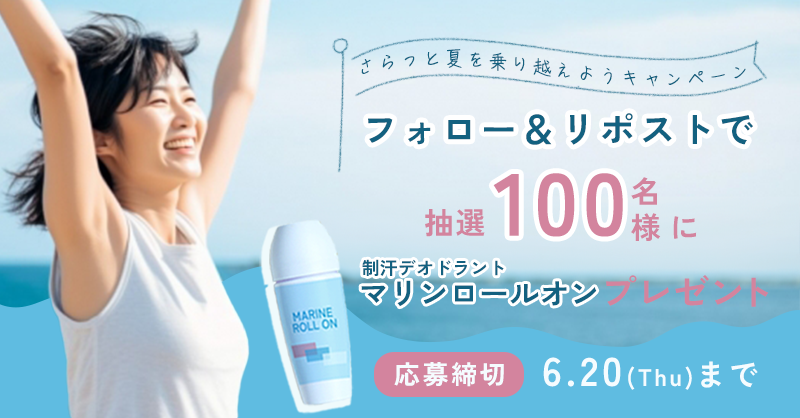 さらっと夏を乗り越えようキャンペーン
フォロー＆リポストで
抽選100名様に
制汗デオドラント
マリンロールオンプレゼント
MARINE
ROLL ON
応募締切 6.20(Thu)まで